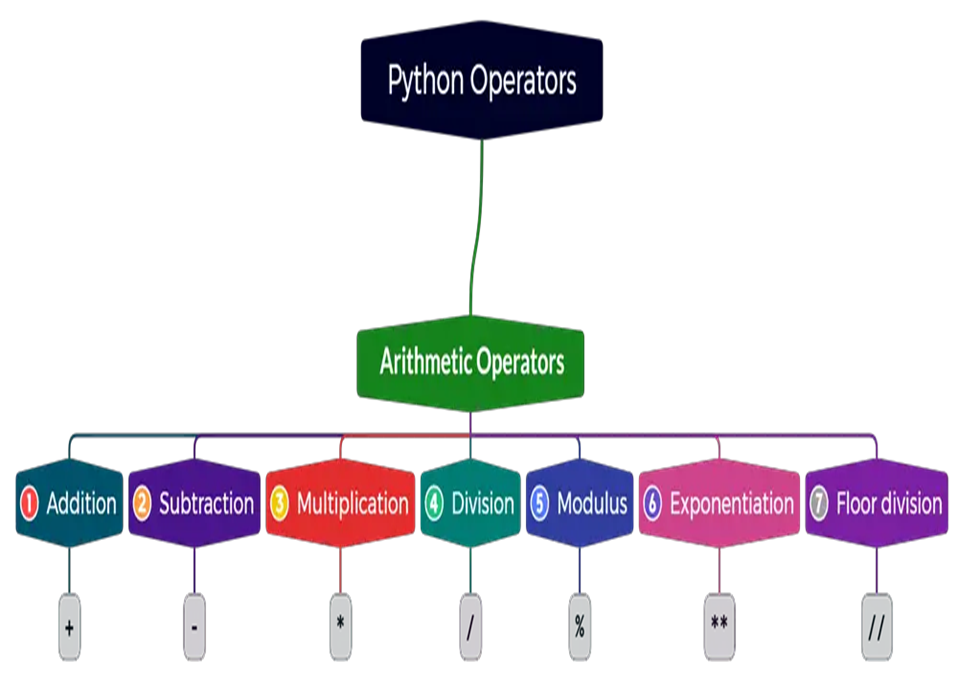 Python Operators
Arithmetic Operators
1 Addition
2 Subtraction
3 Multiplication
4 Division
5 Modulus
6 Exponentiation
7 Floor division
+
-
*
/
%
**
//